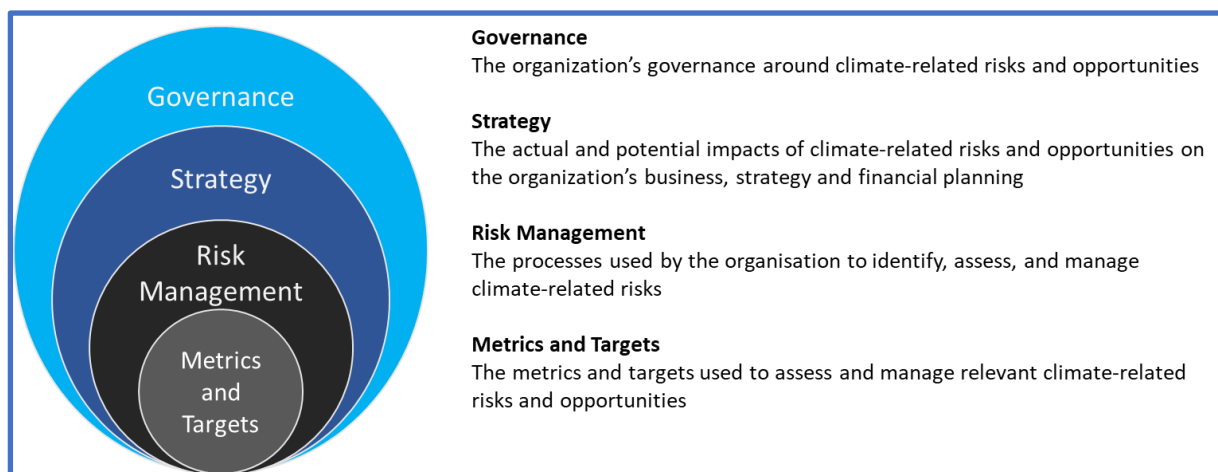 Governance
Strategy
Risk
Management
Metrics
and
Targets
Governance
The organization’s governance around climate-related risks and opportunities
Strategy
The actual and potential impacts of climate-related risks and opportunities on
the organization’s business, strategy and financial planning
Risk Management
The processes used by the organisation to identify, assess, and manage
climate-related risks
Metrics and Targets
The metrics and targets used to assess and manage relevant climate-related
risks and opportunities